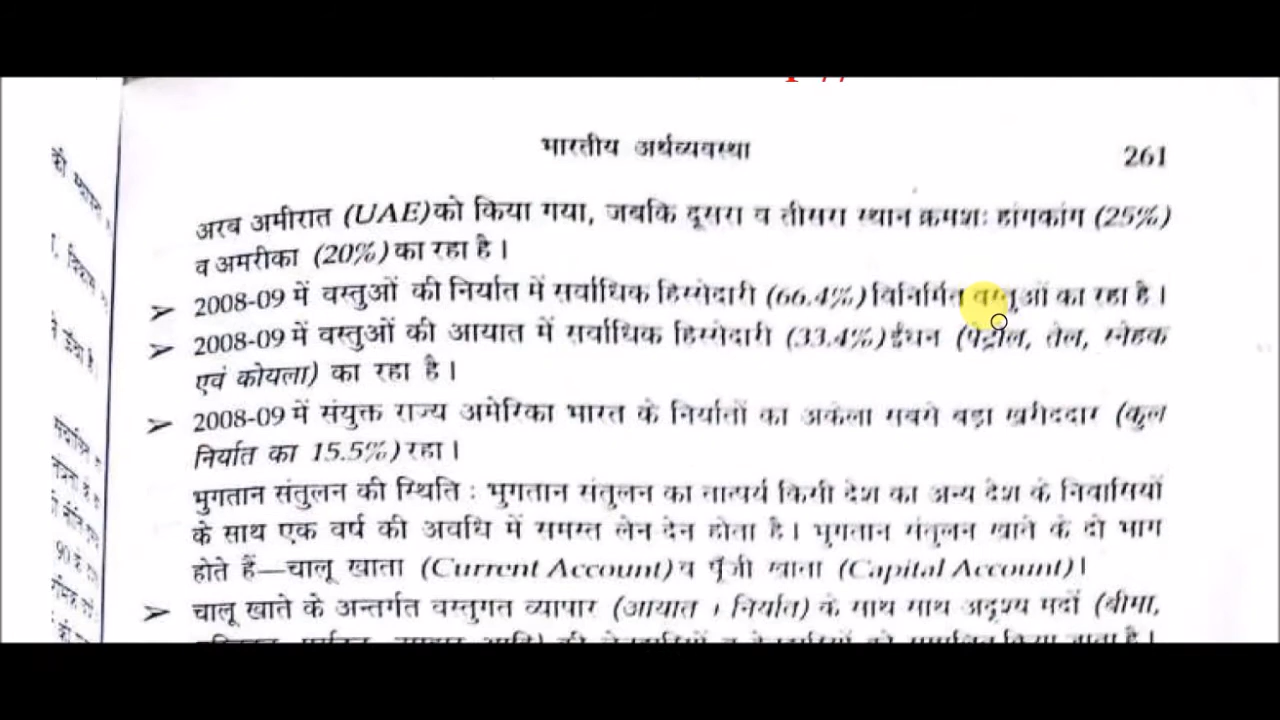 भारतीय अर्थव्यवस्था 261
अरब अमीरात (UAE) को किया गया, जबकि दूसरा व तीसरा स्थान क्रमशः हांगकांग (25%)
व अमरीका (20%) का रहा है।
➢ 2008-09 में वस्तुओं की निर्यात में सर्वाधिक हिस्सेदारी (66.4%) विनिर्मित वस्तुओं का रहा है।
➢ 2008-09 में वस्तुओं की आयात में सर्वाधिक हिस्सेदारी (33.4%) ईंधन (पेट्रोल, तेल, स्नेहक
एवं कोयला) का रहा है।
➢ 2008-09 में संयुक्त राज्य अमेरिका भारत के निर्यातों का अकेला सबसे बड़ा खरीददार (कुल
निर्यात का 15.5%) रहा।
भुगतान संतुलन की स्थिति : भुगतान संतुलन का तात्पर्य किसी देश का अन्य देश के निवासियों
के साथ एक वर्ष की अवधि में समस्त लेन देन होता है। भुगतान संतुलन खाते के दो भाग
होते हैं—चालू खाता (Current Account) व पूँजी खाता (Capital Account)।
➢ चालू खाते के अन्तर्गत वस्तुगत व्यापार (आयात । निर्यात) के साथ साथ अदृश्य मदों (बीमा,